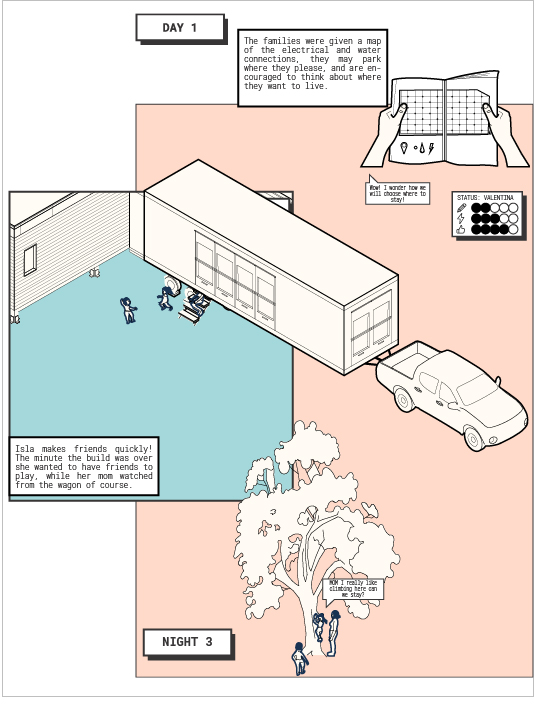 DAY 1
The families were given a map
of the electrical and water
connections, they may park
where they please, and are en-
couraged to think about where
they want to live.
Wow! I wonder how we
will choose where to
stay!
STATUS: VALENTINA
Isla makes friends quickly!
The minute the build was over
she wanted to have friends to
play, while her mom watched
from the wagon of course.
MOM I really like
climbing here can
we stay?
NIGHT 3